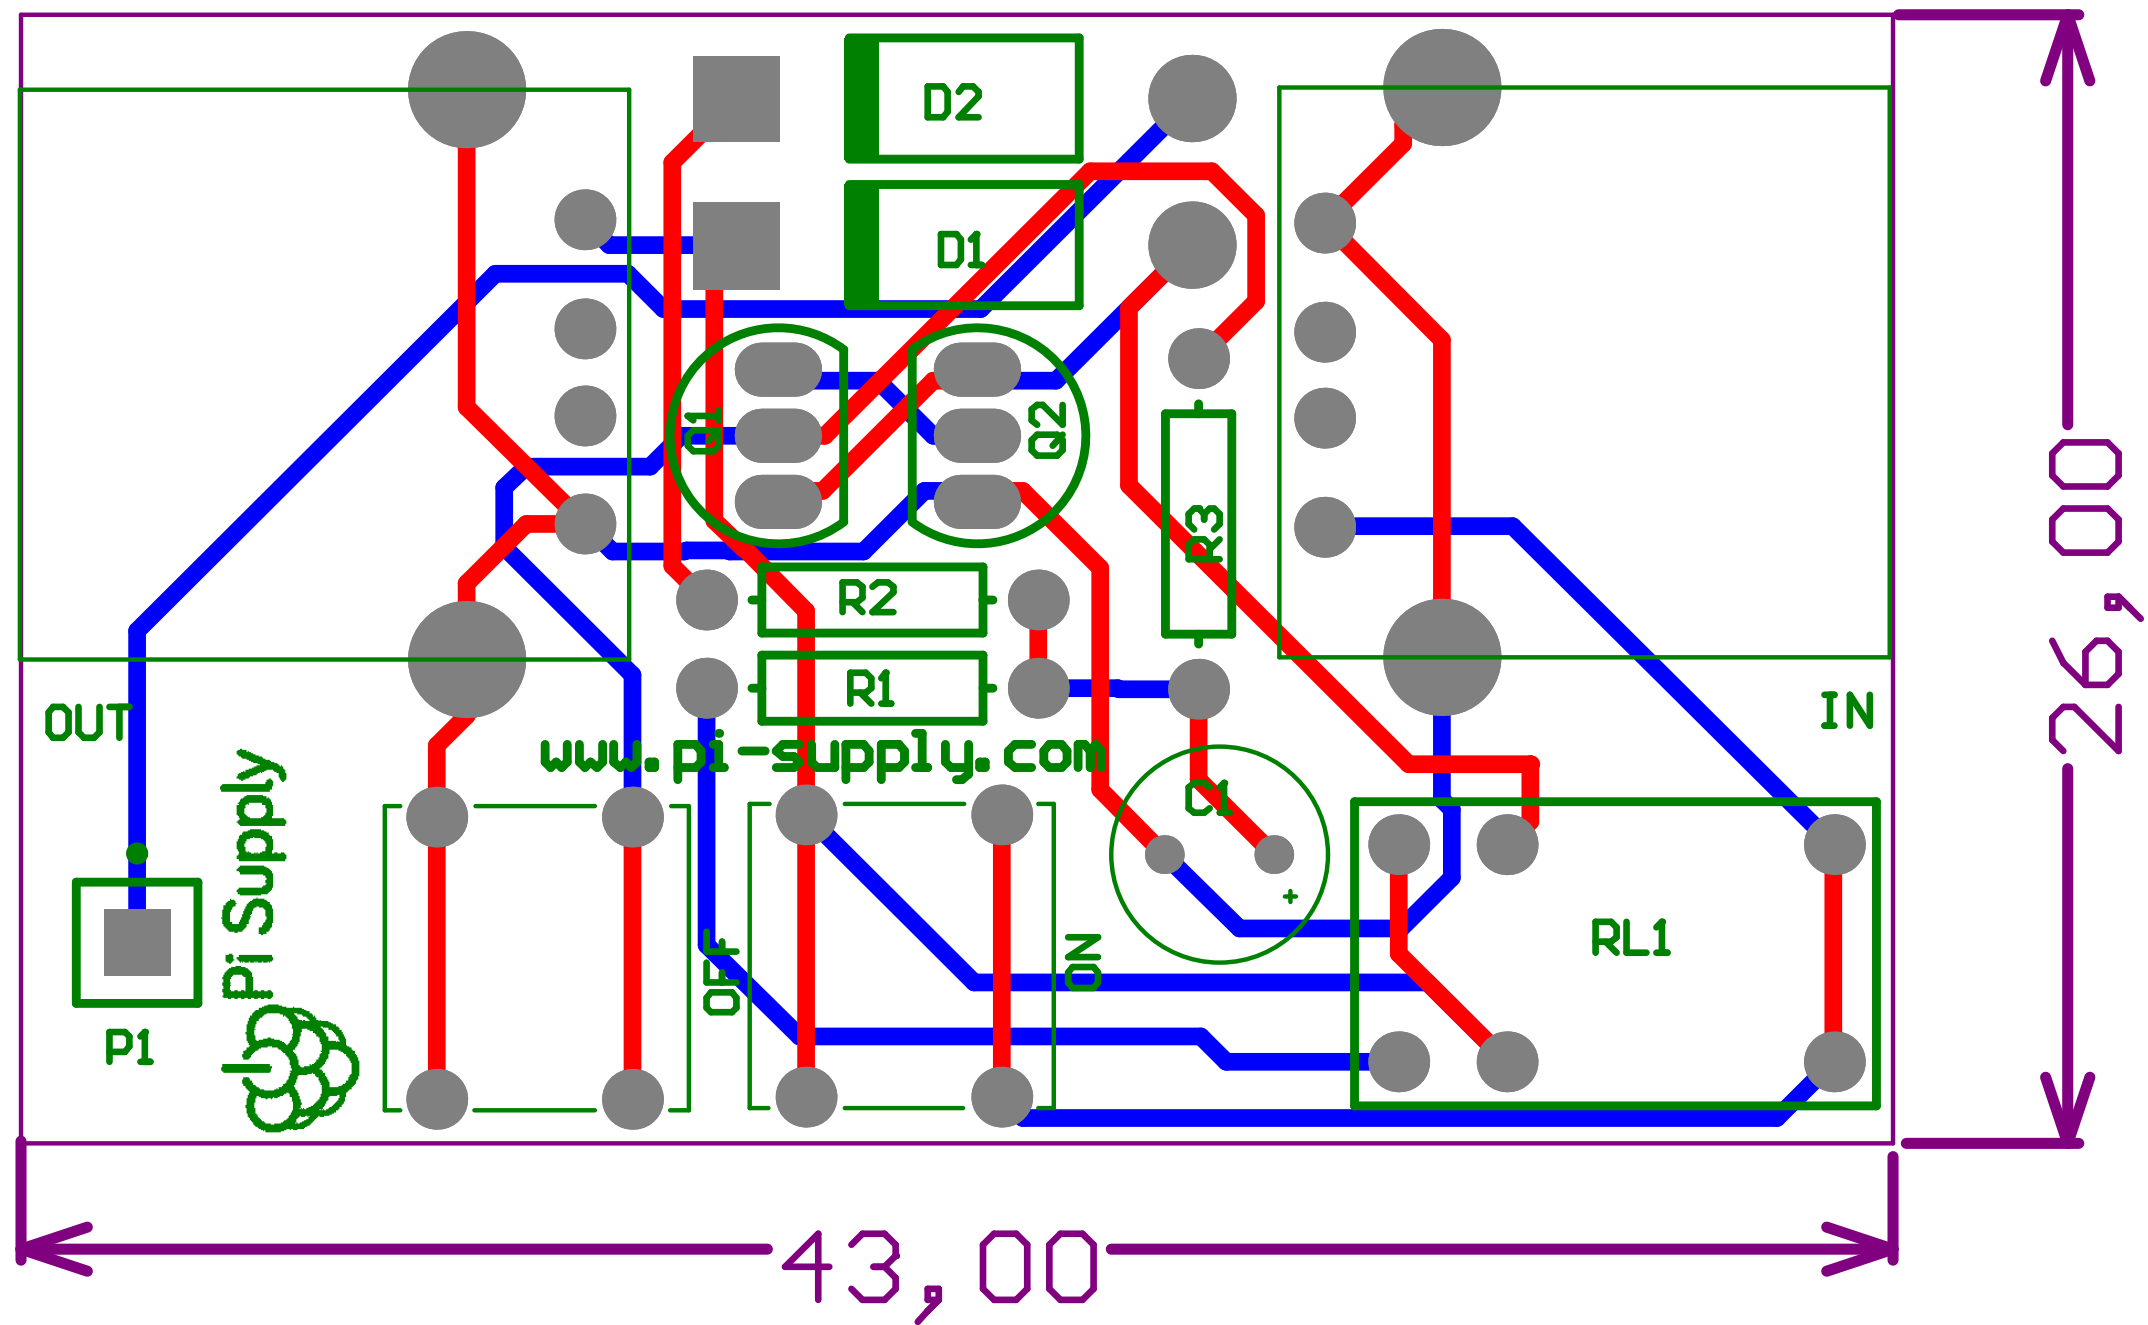 D2
D1
Q1
Q2
R3
R2
R1
OUT
IN
www.pi-supply.com
C1
+
Pi Supply
OFF
ON
RL1
P1
26,00
43,00